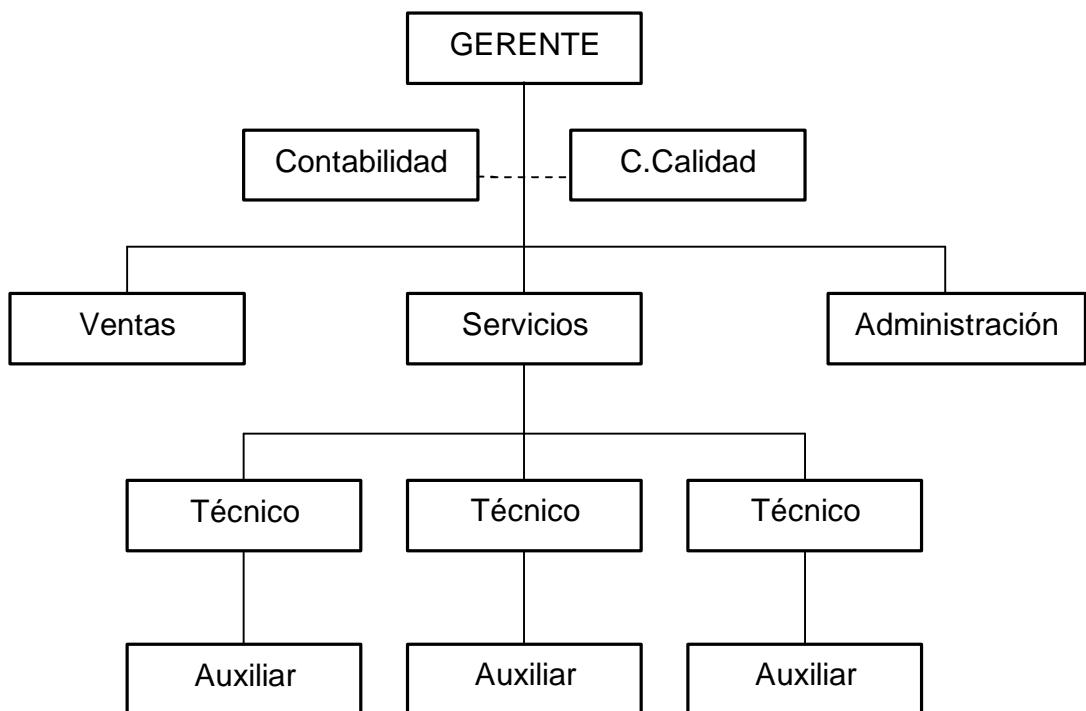 GERENTE
Contabilidad
C.Calidad
Ventas
Servicios
Administración
Técnico
Técnico
Técnico
Auxiliar
Auxiliar
Auxiliar